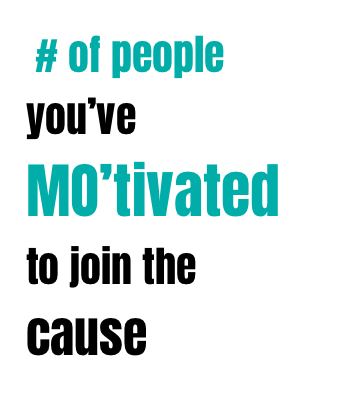 # of people
you’ve
MO’tivated
to join the
cause